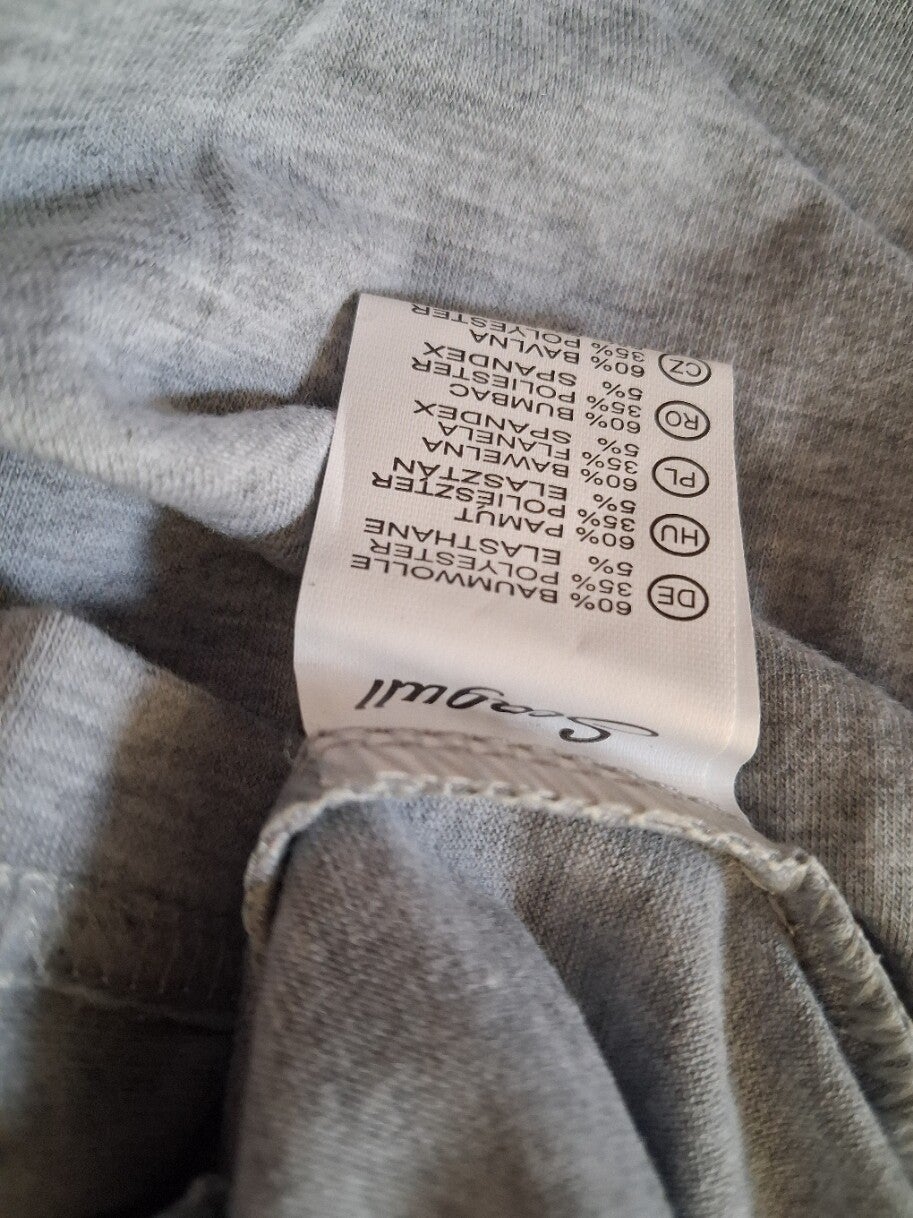 Seagull
DE 60% BAUMWOLLE
35% POLYESTER
5% ELASTHANE
HU 60% PAMUT
35% POLIÉSZTER
5% ELASZTÁN
PL 60% BAWEŁNA
35% FLANELA
5% SPANDEX
RO 60% BUMBAC
35% POLIESTER
5% SPANDEX
CZ 60% BAVLNA
35% POLYESTER